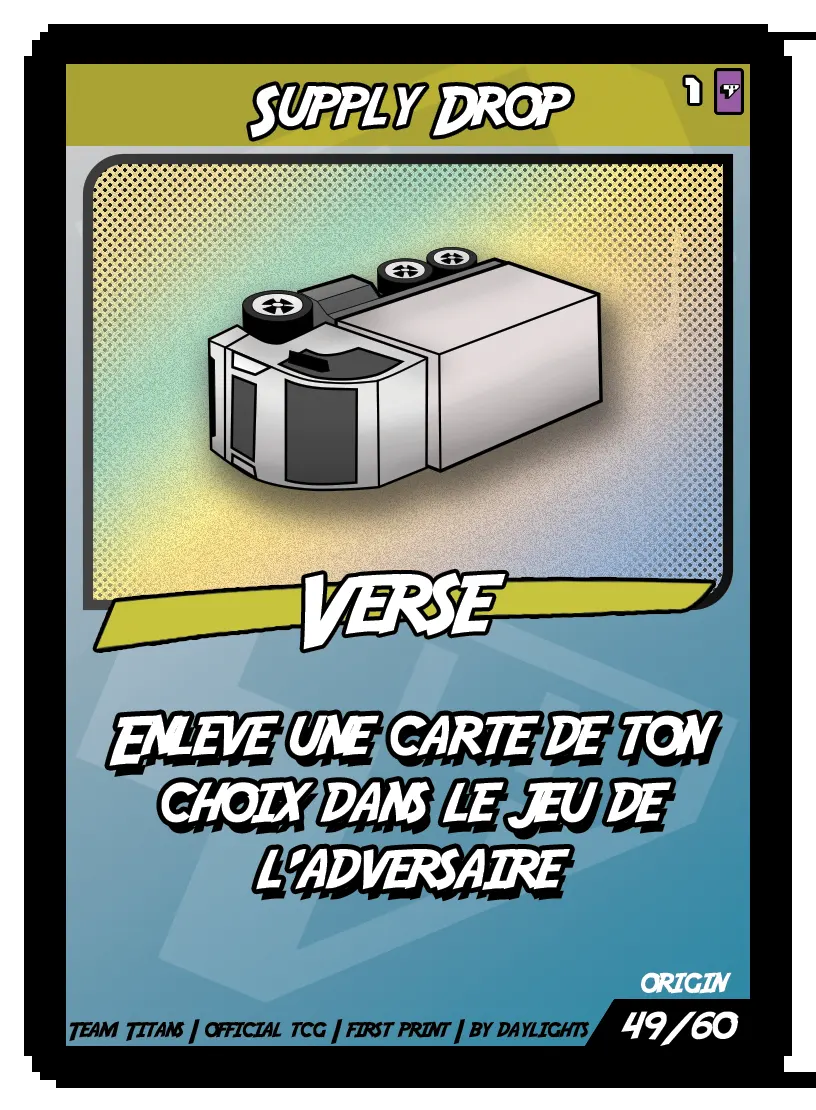 SUPPLY DROP
1
VERSE
ENLEVE UNE CARTE DE TON
CHOIX DANS LE JEU DE
L'ADVERSAIRE
ORIGIN
TEAM TITANS | OFFICIAL TCG | FIRST PRINT | BY DAYLIGHTS
49/60